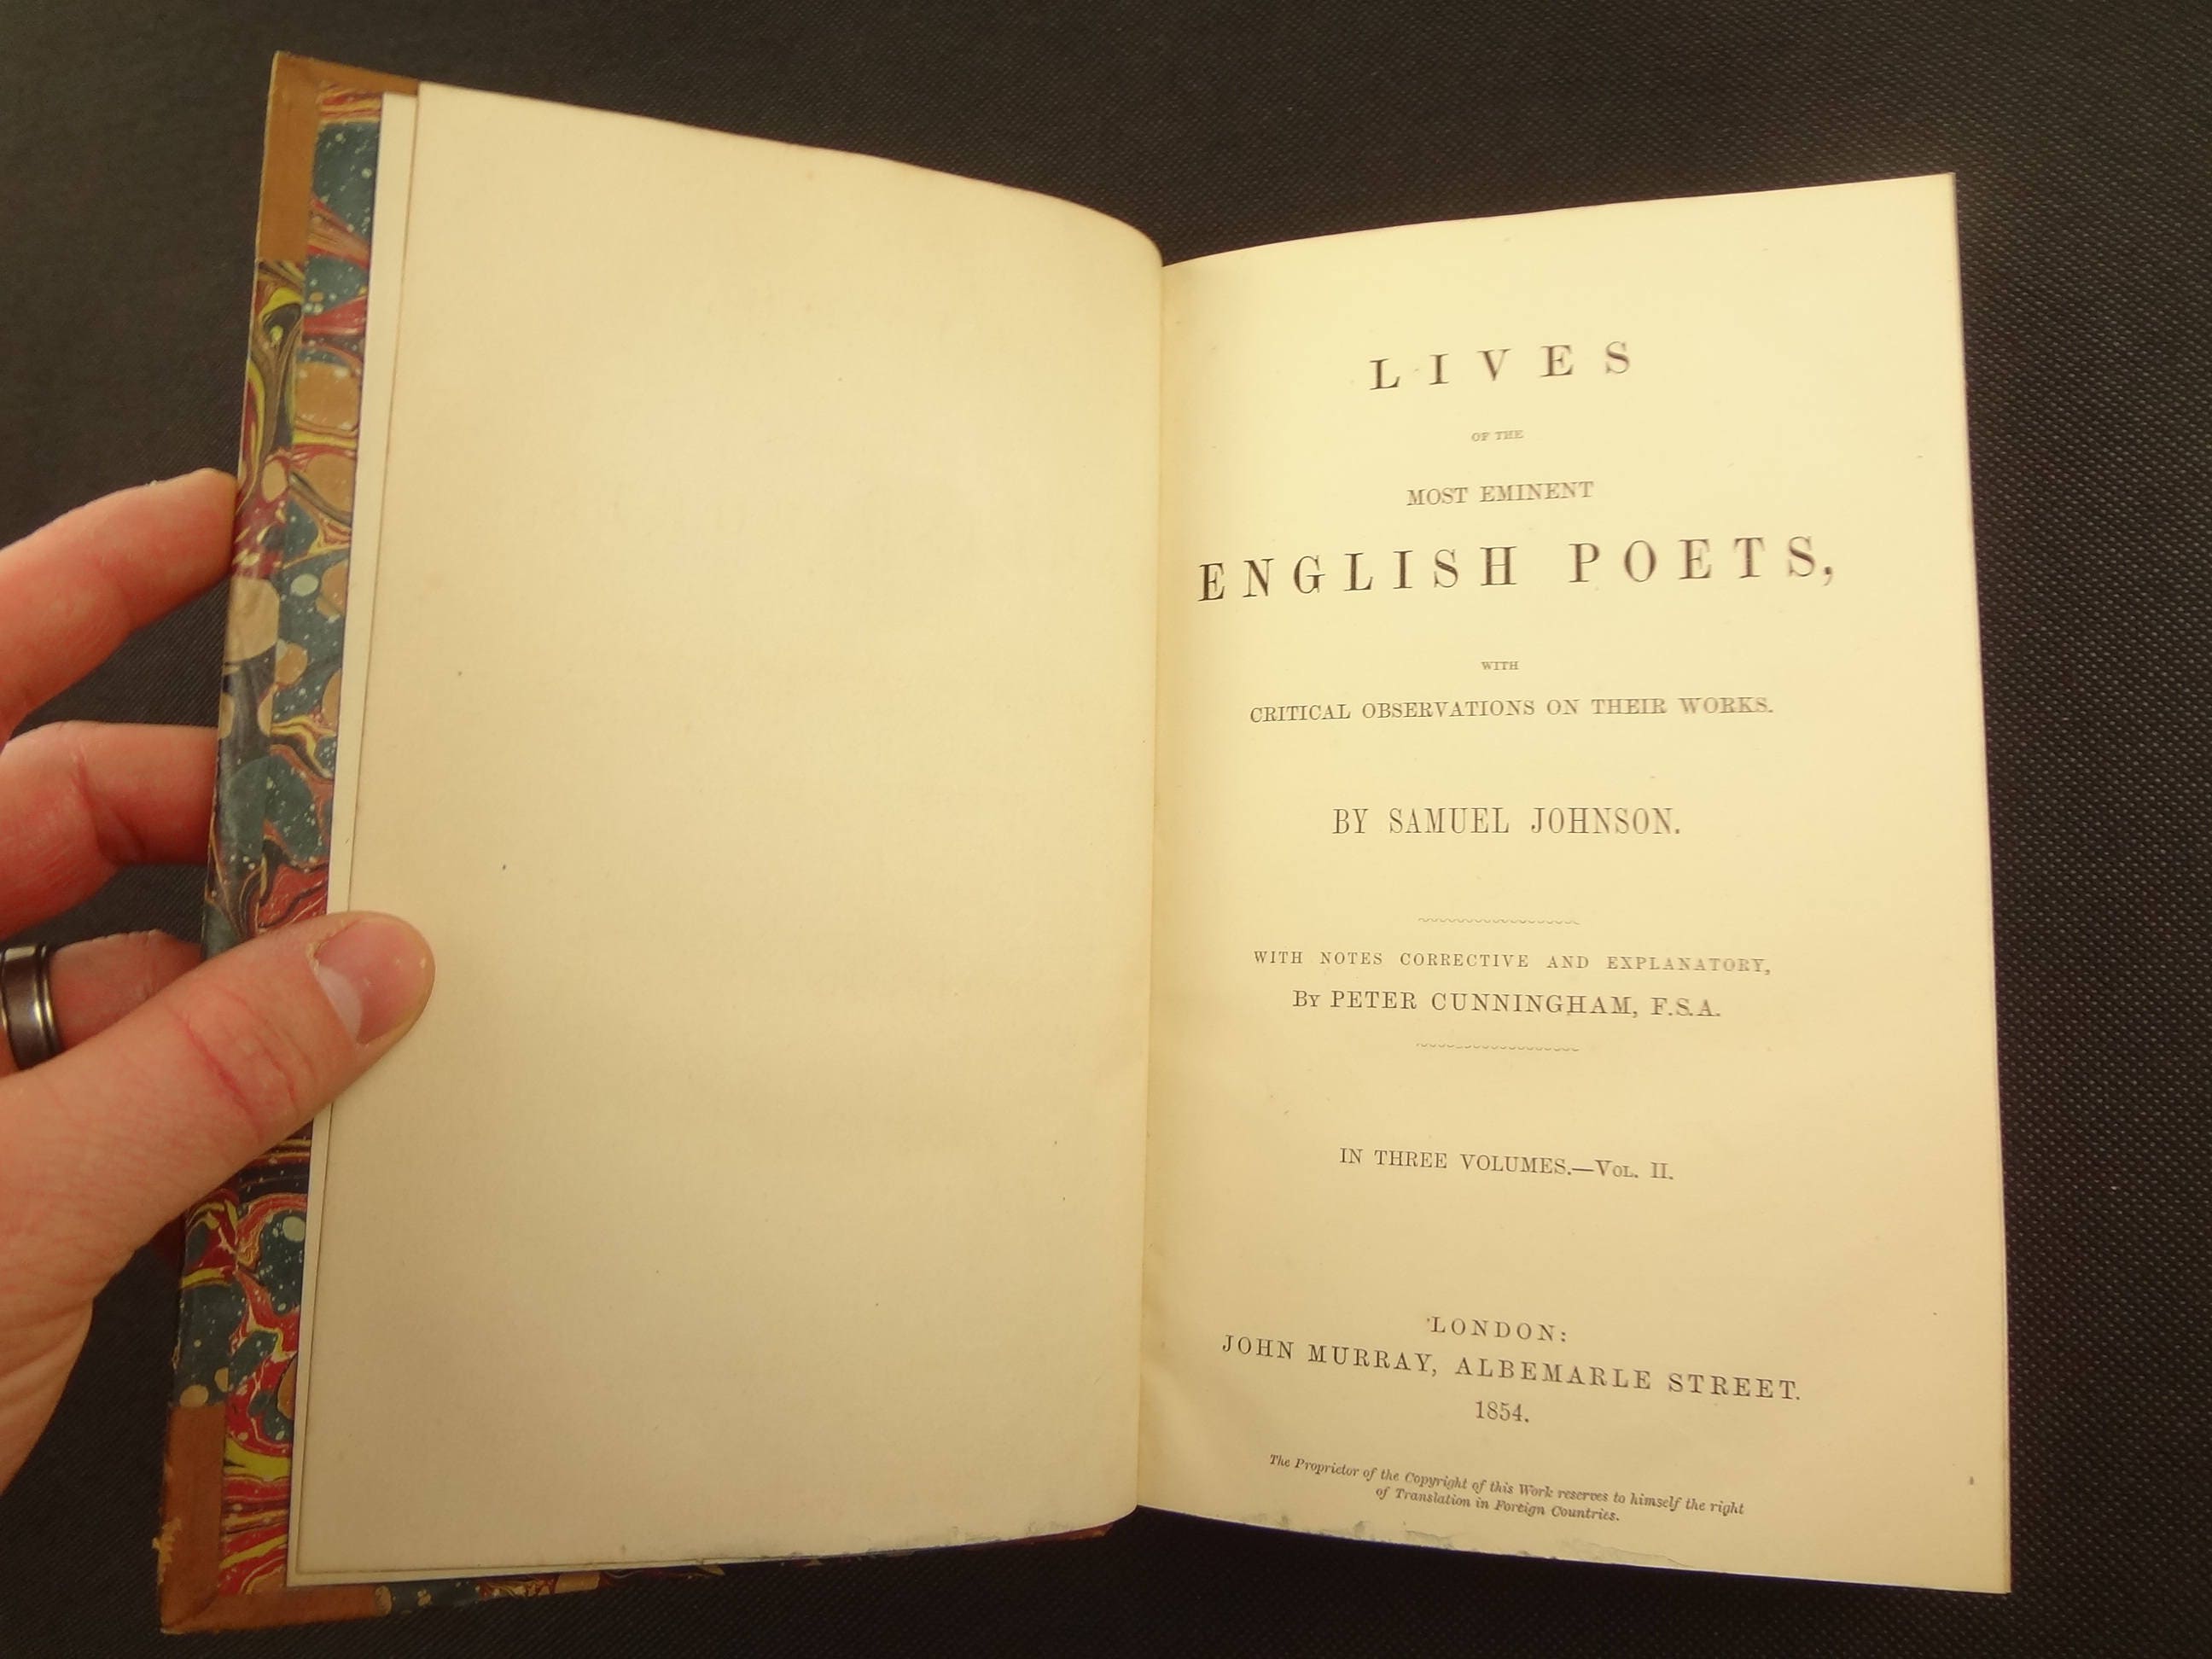 LIVES
OF THE
MOST EMINENT
ENGLISH POETS,
WITH
CRITICAL OBSERVATIONS ON THEIR WORKS.
BY SAMUEL JOHNSON.
WITH NOTES CORRECTIVE AND EXPLANATORY,
BY PETER CUNNINGHAM, F.S.A.
IN THREE VOLUMES.—VOL. II.
LONDON:
JOHN MURRAY, ALBEMARLE STREET.
1854.
The Proprietor of the Copyright of this Work reserves to himself the right
of Translation in Foreign Countries.